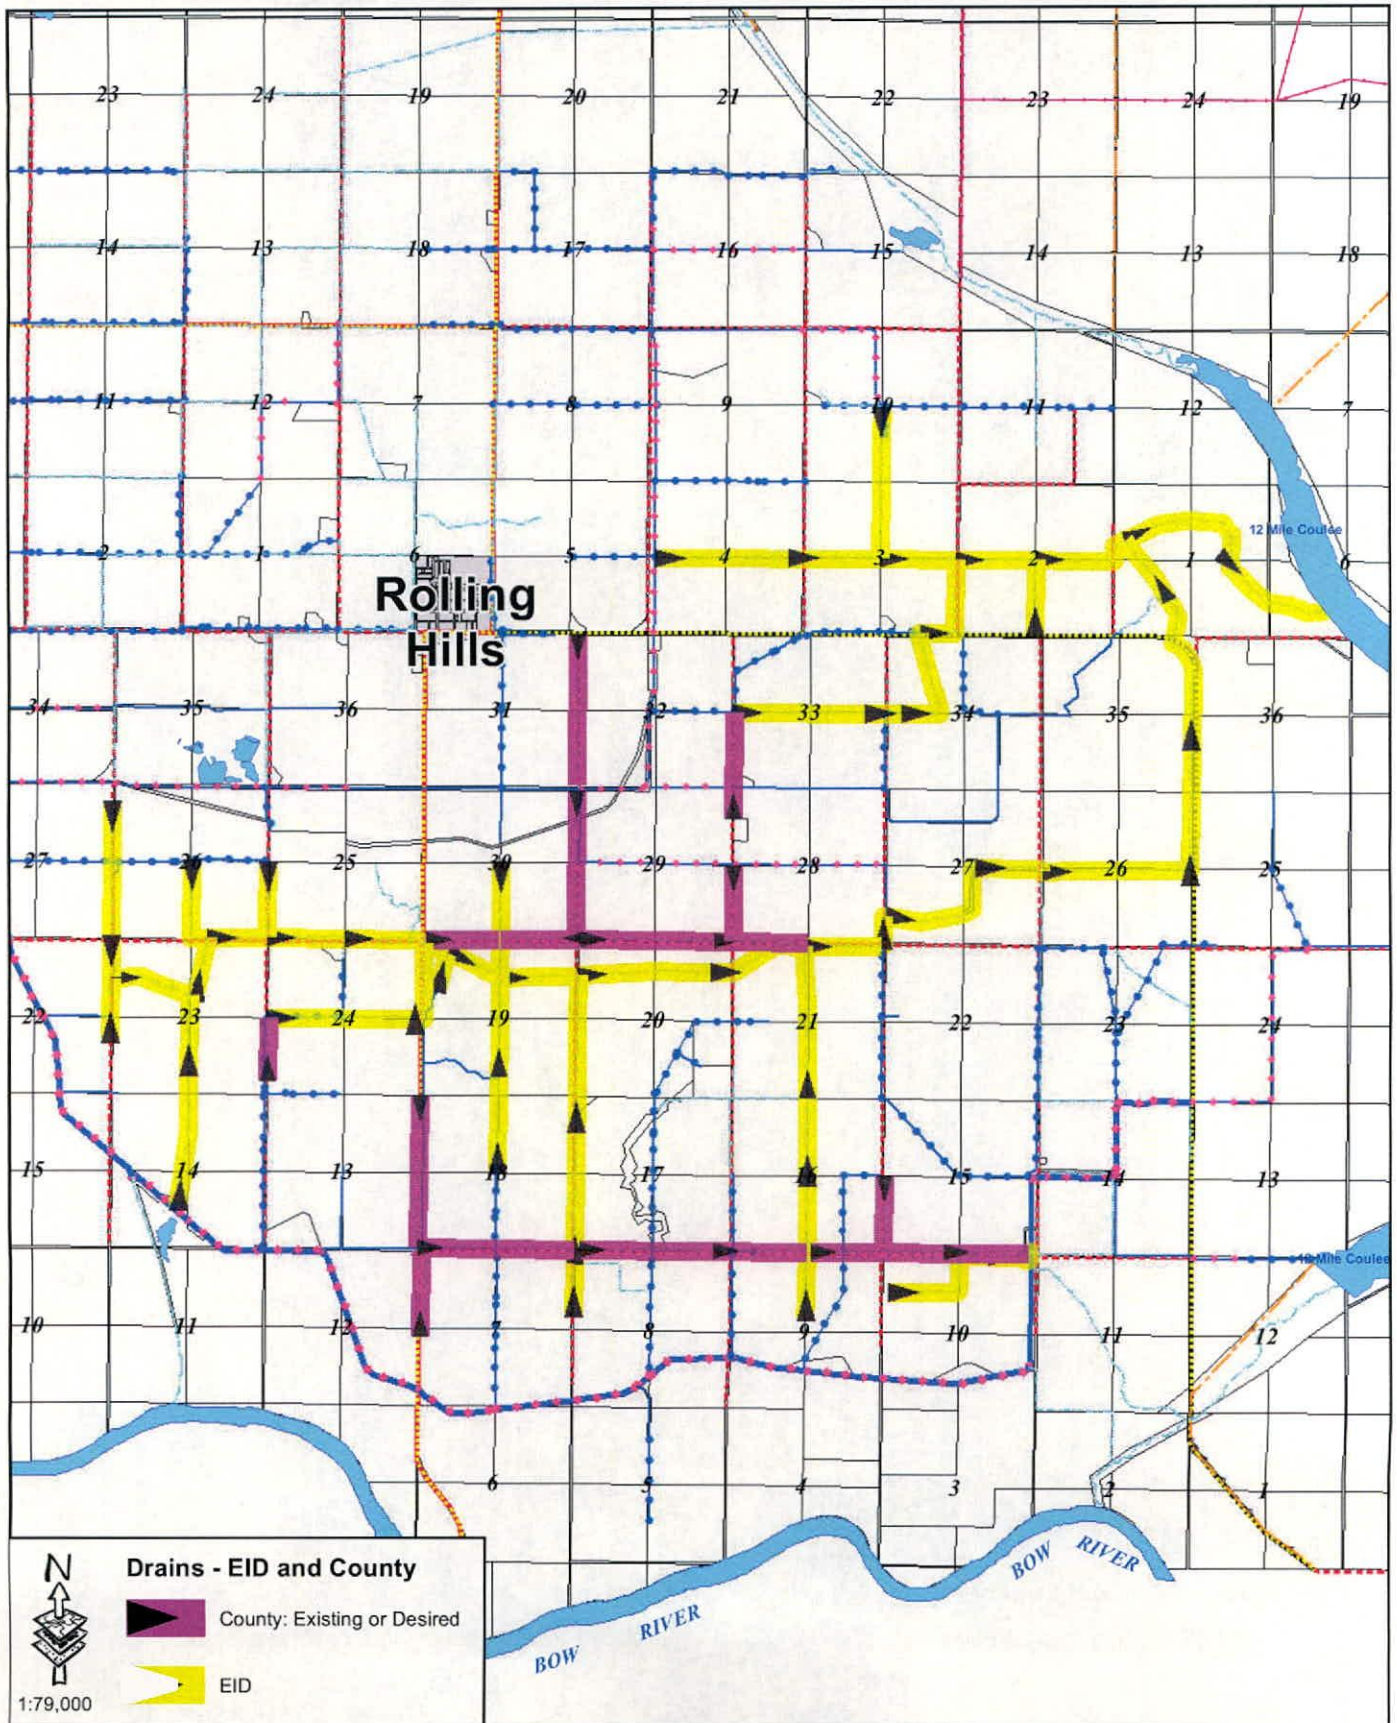 23 24 19 20 21 22 23 24 19
14 13 18 17 16 15 14 13 18
11 12 7 8 9 10 11 12 7
12 Mile Coulee
2 1 6 5 4 3 2 1 6
Rolling
Hills
34 35 36 31 32 33 34 35 36
27 26 25 30 29 28 27 26 25
22 23 24 19 20 21 22 23 24
15 14 13 18 17 16 15 14 13
12 Mile Coulee
10 11 12 7 8 9 10 11 12
6 5 4 3 2 1
BOW RIVER
BOW RIVER
Drains - EID and County
N
County: Existing or Desired
EID
1:79,000